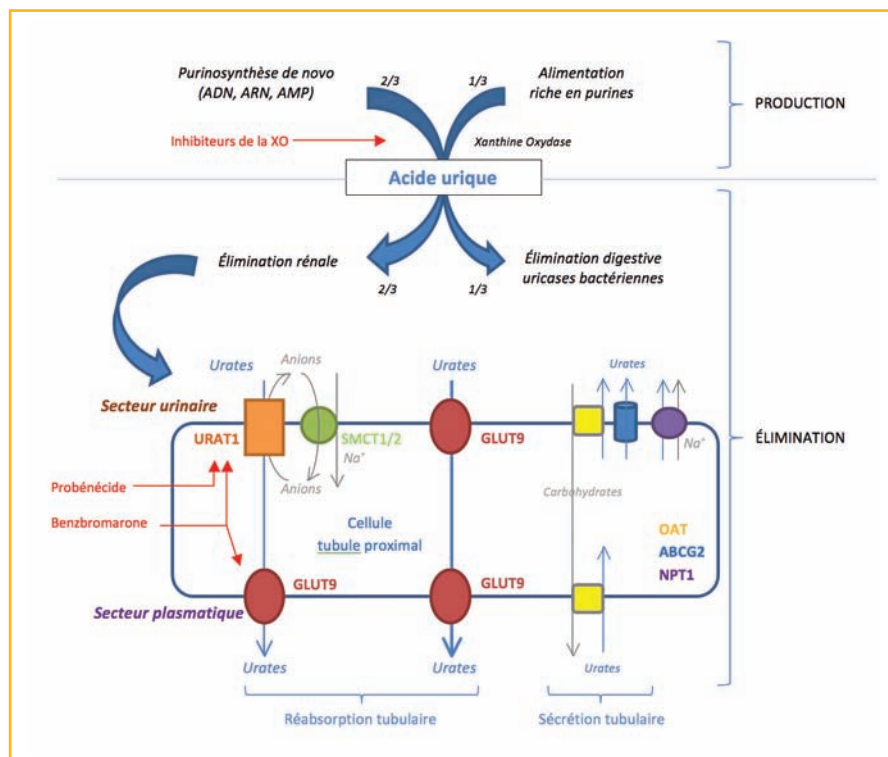 Purinosynthèse de novo
(ADN, ARN, AMP)
2/3
1/3
Alimentation
riche en purines
PRODUCTION
Inhibiteurs de la XO
Xanthine Oxydase
Acide urique
Élimination rénale
2/3
1/3
Élimination digestive
uricases bactériennes
Urates
Anions
Urates
Urates
Secteur urinaire
URAT1
SMCT1/2
Na+
GLUT9
Na+
ÉLIMINATION
Probénécide
Anions
Carbohydrates
Benzbromarone
Cellule
tubule proximal
OAT
ABCG2
NPT1
GLUT9
GLUT9
Secteur plasmatique
Urates
Urates
Urates
Réabsorption tubulaire
Sécrétion tubulaire